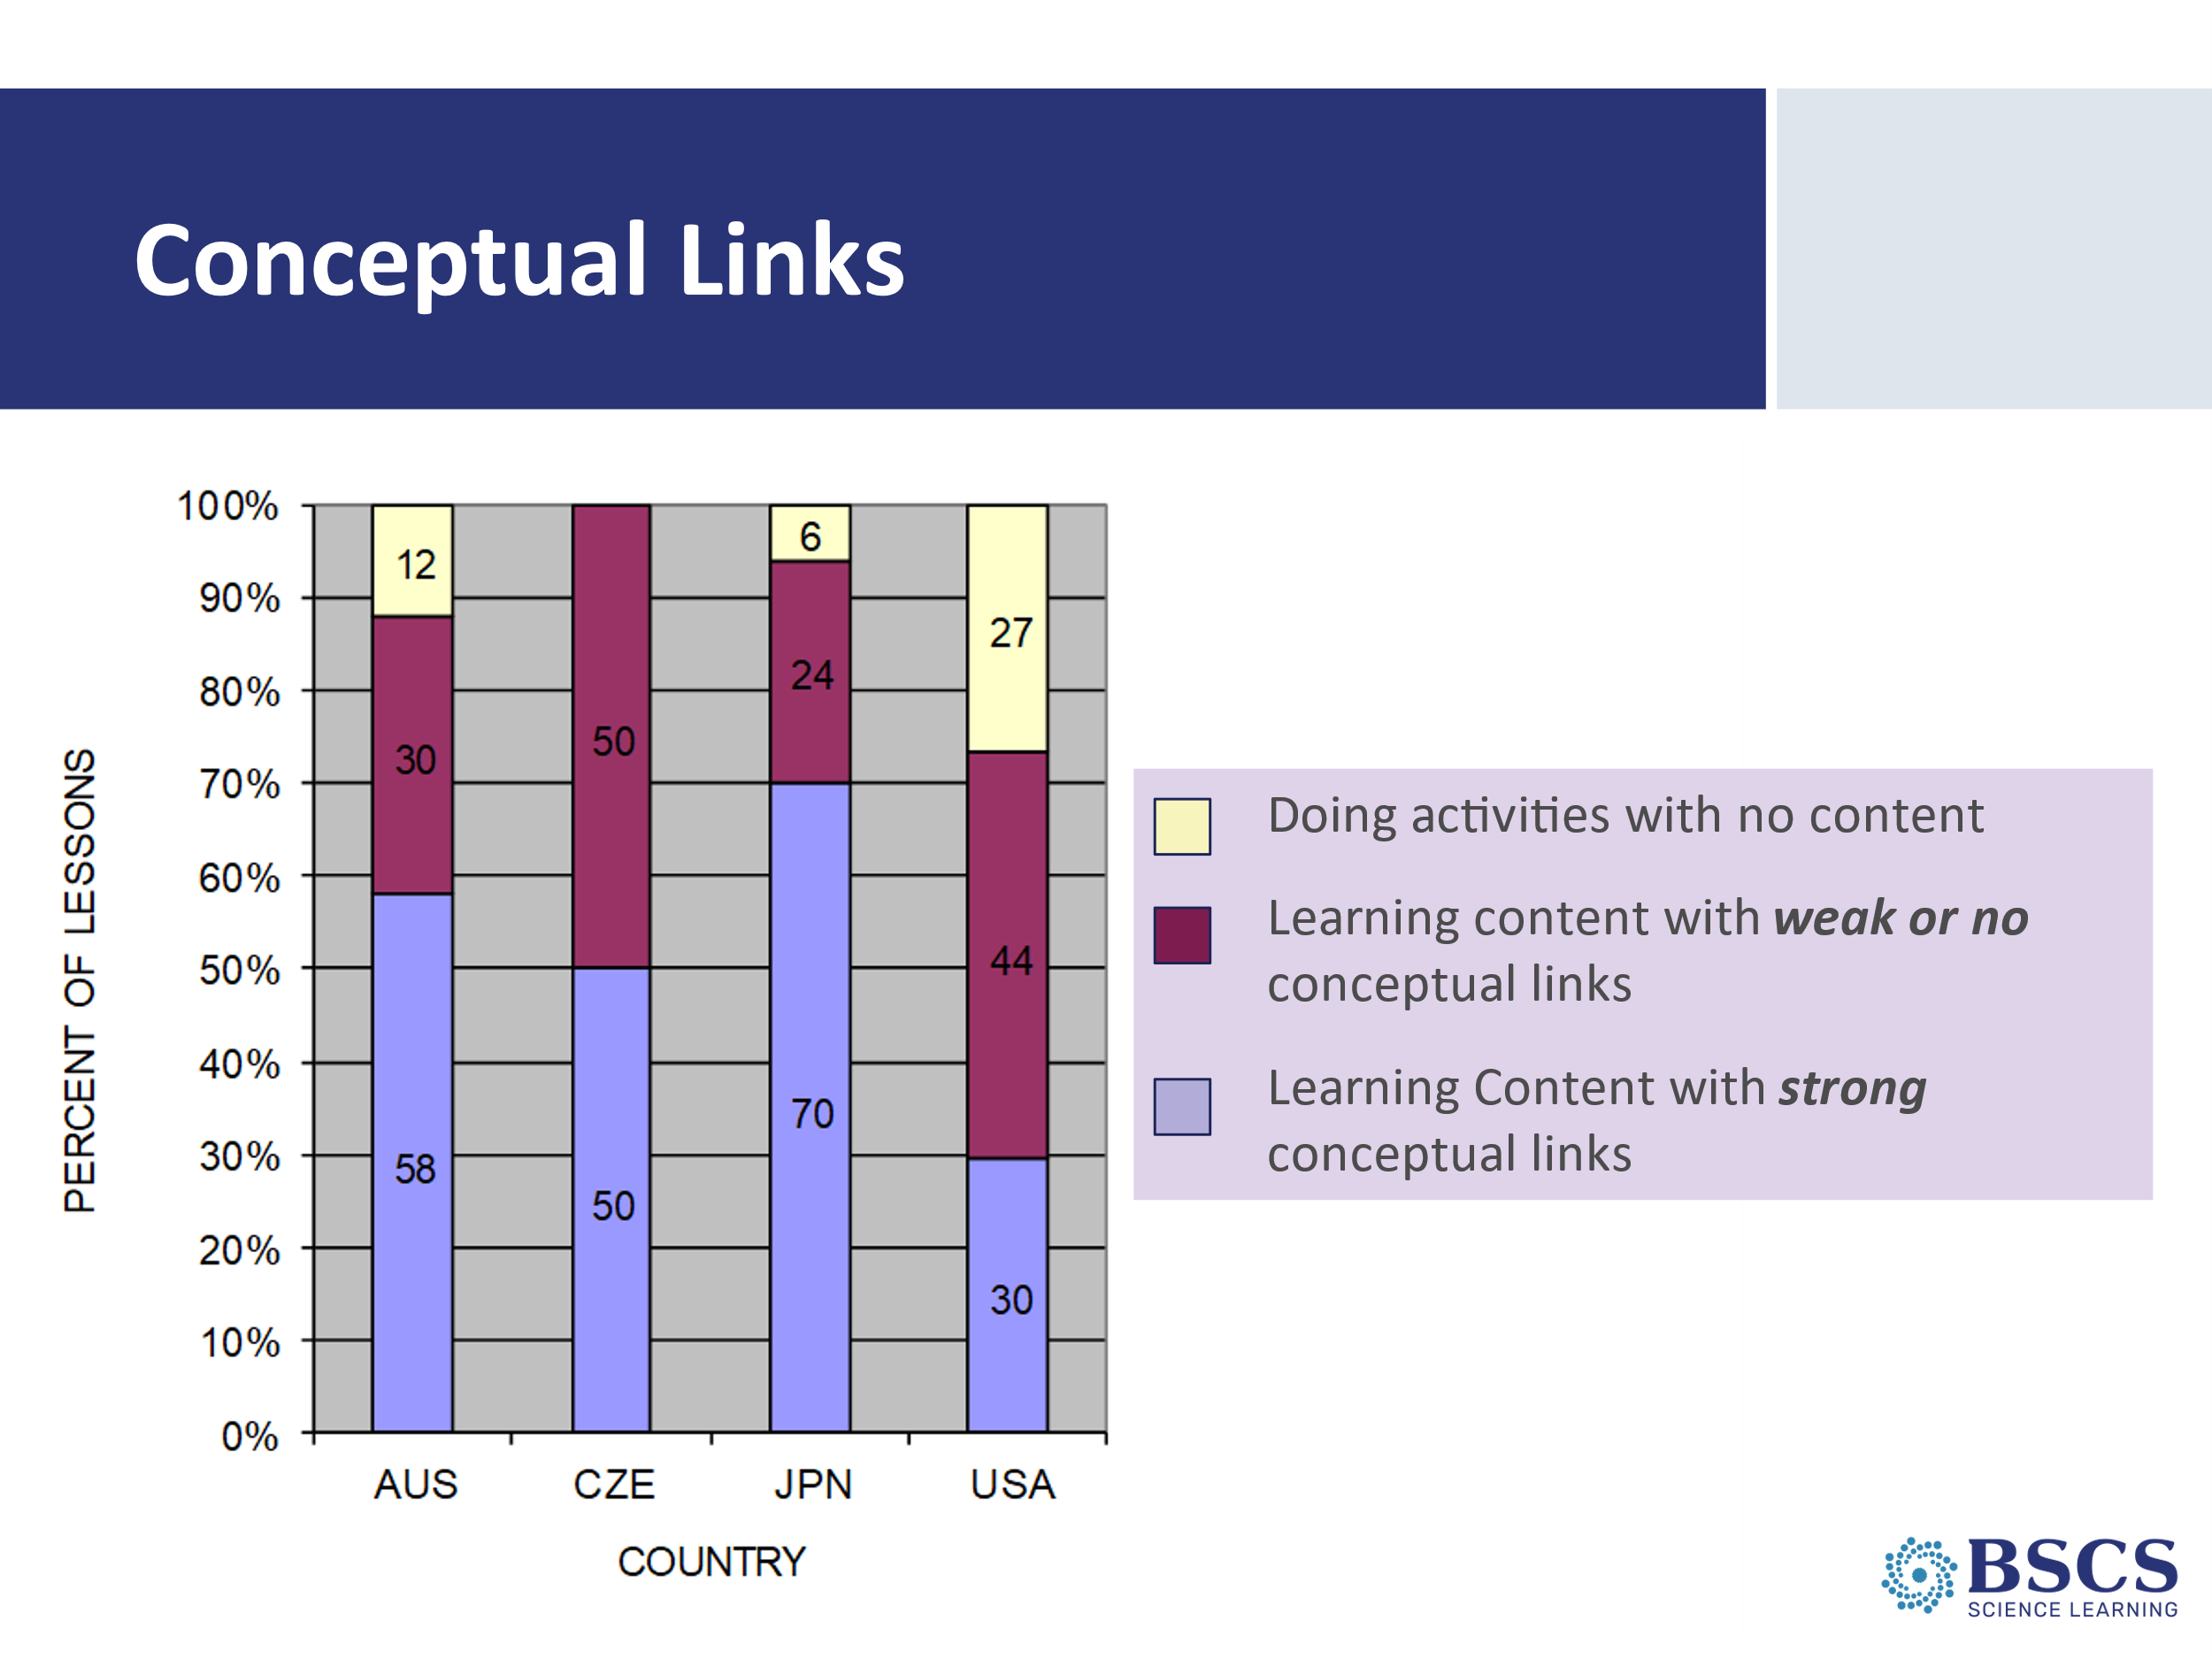 Conceptual Links
100%
90%
80%
70%
60%
50%
40%
30%
20%
10%
0%
PERCENT OF LESSONS
12
30
58
50
50
6
24
70
27
44
30
AUS CZE JPN USA
COUNTRY
Doing activities with no content
Learning content with weak or no
conceptual links
Learning Content with strong
conceptual links
BSCS
SCIENCE LEARNING